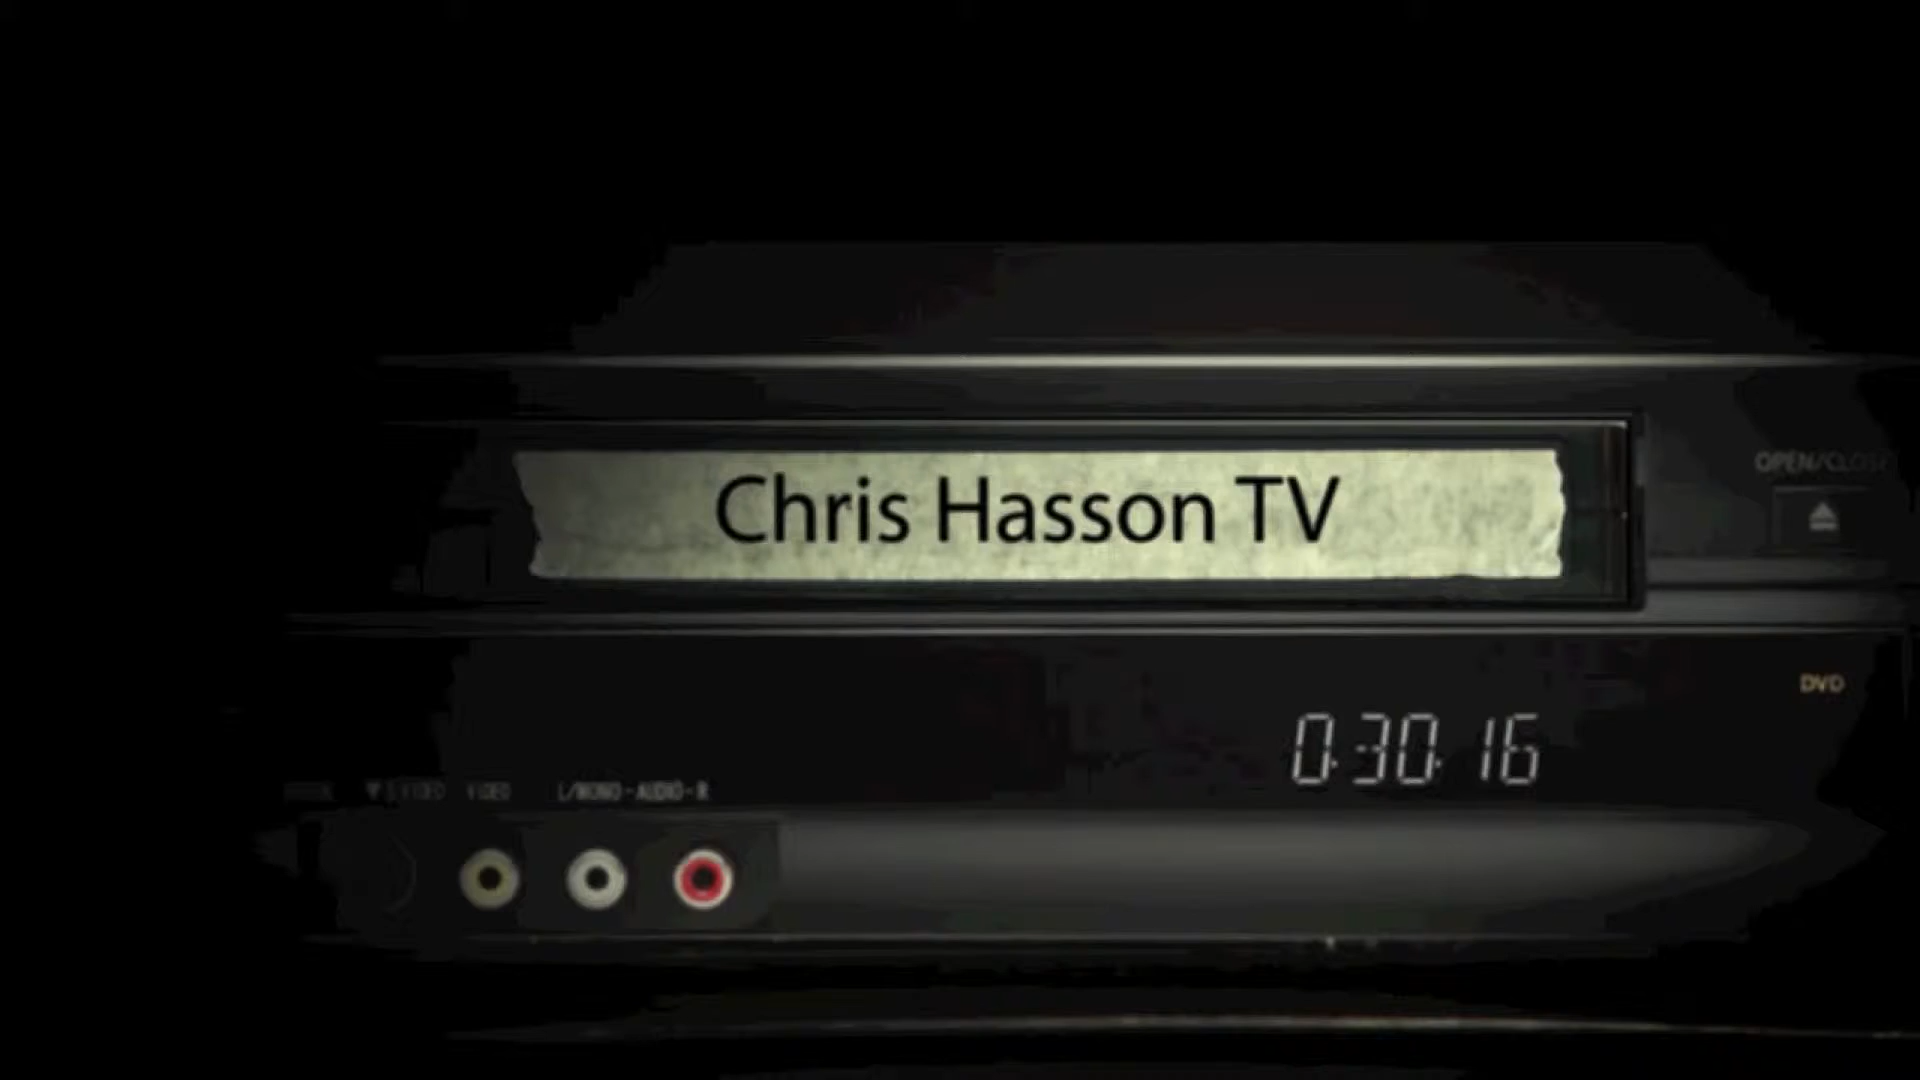 Chris Hasson TV
OPEN/CLOSE
DVD
0:30:16
VIDEO
L/MONO-AUDIO-R